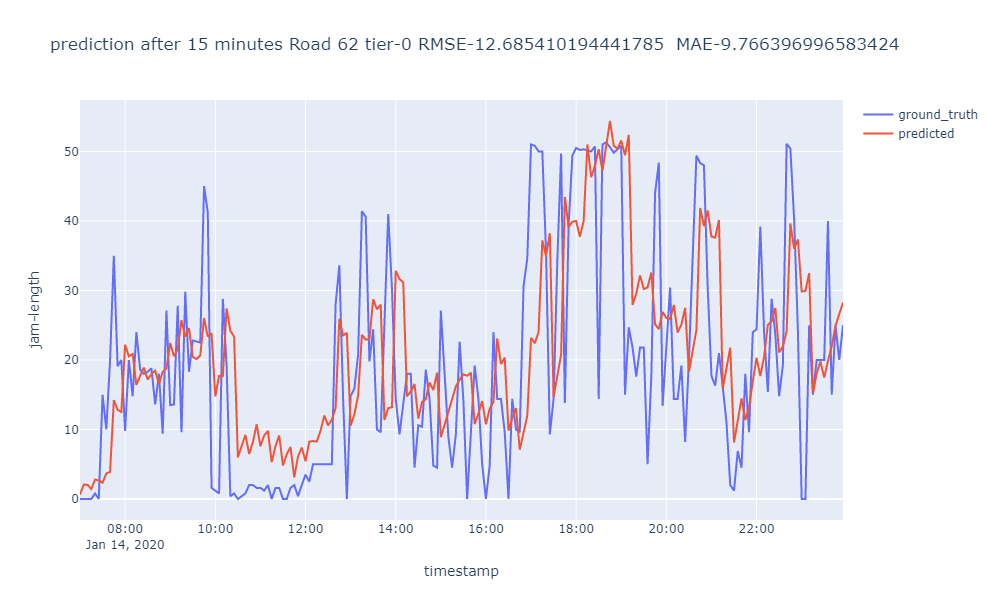 prediction after 15 minutes Road 62 tier-0 RMSE-12.685410194441785  MAE-9.766396996583424
ground_truth
predicted
50
40
30
20
10
0
jam-length
08:00 10:00 12:00 14:00 16:00 18:00 20:00 22:00
Jan 14, 2020
timestamp